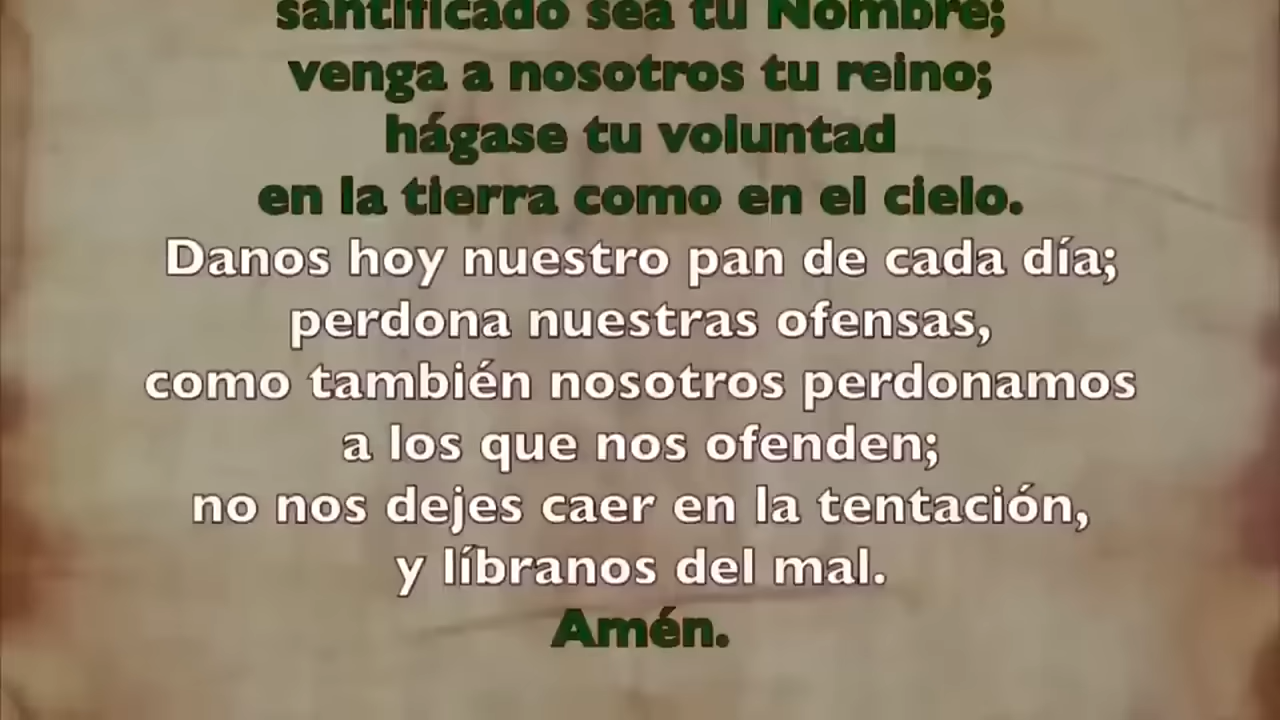 santificado sea tu Nombre;
venga a nosotros tu reino;
hágase tu voluntad
en la tierra como en el cielo.
Danos hoy nuestro pan de cada día;
perdona nuestras ofensas,
como también nosotros perdonamos
a los que nos ofenden;
no nos dejes caer en la tentación,
y líbranos del mal.
Amén.